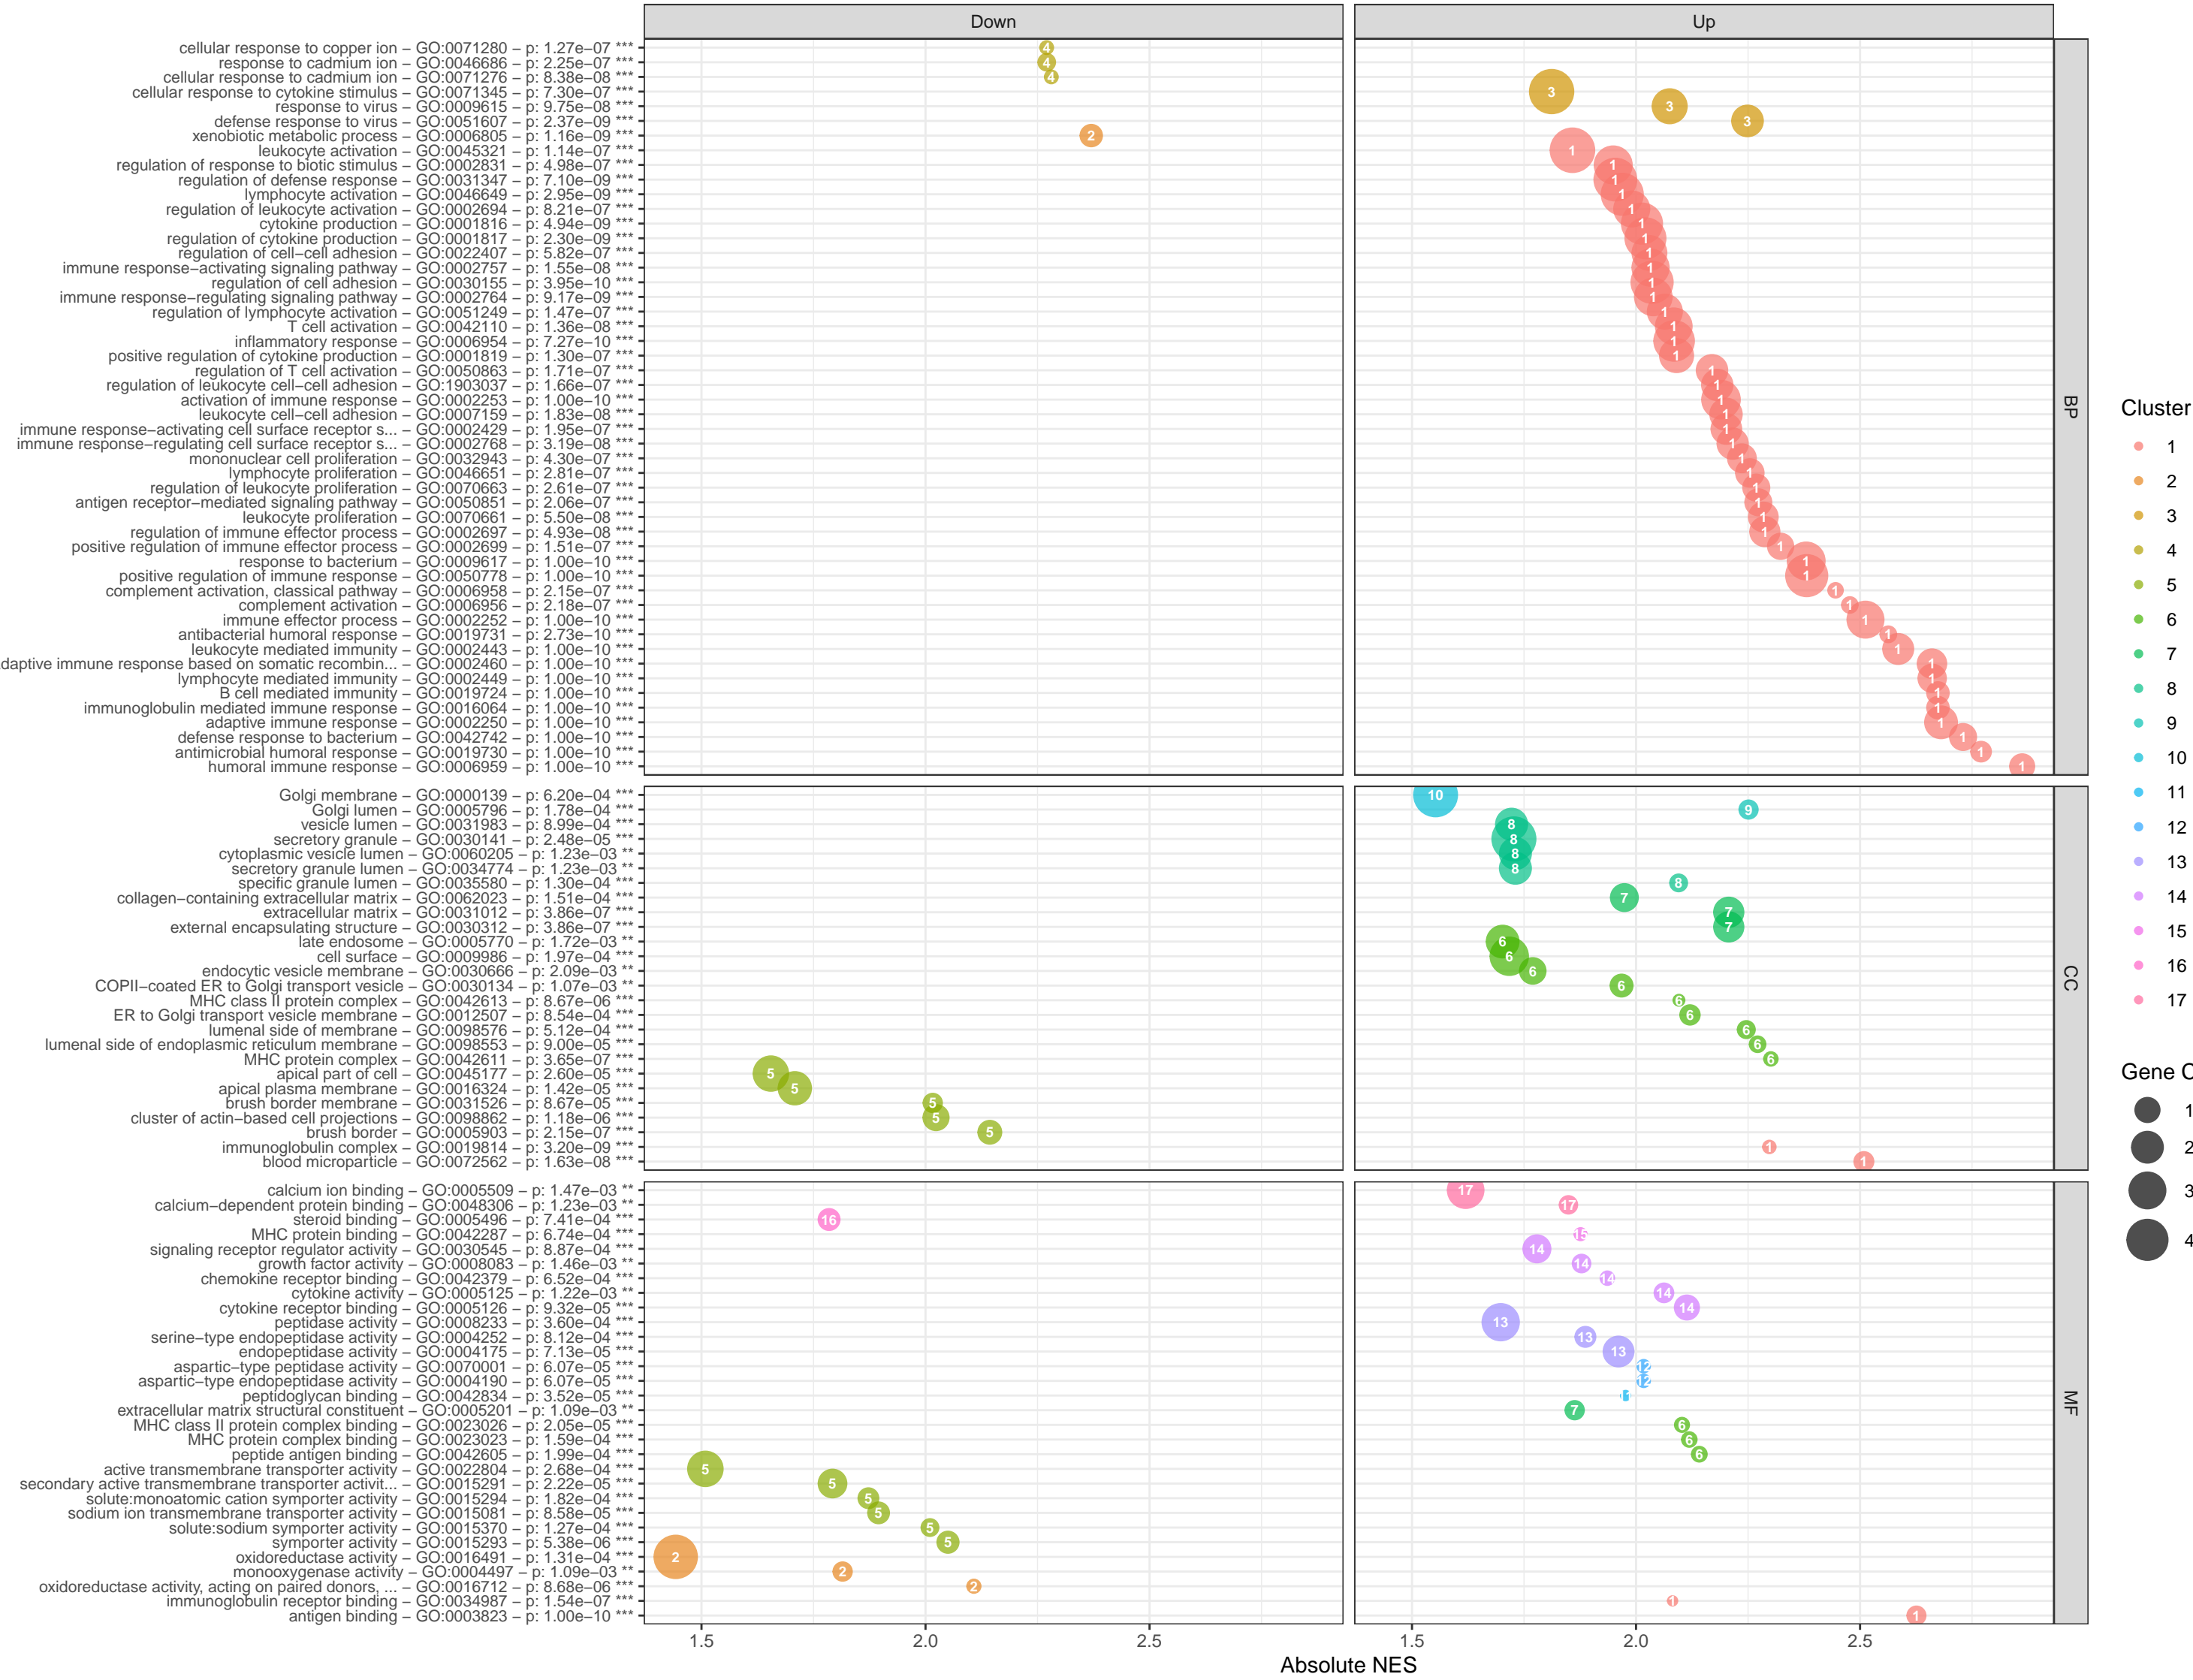 Down
Up
cellular response to copper ion – GO:0071280 – p: 1.27e−07 ***
response to cadmium ion – GO:0046686 – p: 2.25e−07 ***
cellular response to cadmium ion – GO:0071276 – p: 8.38e−08 ***
cellular response to cytokine stimulus – GO:0071345 – p: 7.30e−07 ***
response to virus – GO:0009615 – p: 9.75e−08 ***
defense response to virus – GO:0051607 – p: 2.37e−09 ***
xenobiotic metabolic process – GO:0006805 – p: 1.16e−09 ***
leukocyte activation – GO:0045321 – p: 1.14e−07 ***
regulation of response to biotic stimulus – GO:0002831 – p: 4.98e−07 ***
regulation of defense response – GO:0031347 – p: 7.10e−09 ***
lymphocyte activation – GO:0046649 – p: 2.95e−09 ***
regulation of leukocyte activation – GO:0002694 – p: 8.21e−07 ***
cytokine production – GO:0001816 – p: 4.94e−09 ***
regulation of cytokine production – GO:0001817 – p: 2.30e−09 ***
regulation of cell−cell adhesion – GO:0022407 – p: 5.82e−07 ***
immune response−activating signaling pathway – GO:0002757 – p: 1.55e−08 ***
regulation of cell adhesion – GO:0030155 – p: 3.95e−10 ***
immune response−regulating signaling pathway – GO:0002764 – p: 9.17e−09 ***
regulation of lymphocyte activation – GO:0051249 – p: 1.47e−07 ***
T cell activation – GO:0042110 – p: 1.36e−08 ***
inflammatory response – GO:0006954 – p: 7.27e−10 ***
positive regulation of cytokine production – GO:0001819 – p: 1.30e−07 ***
regulation of T cell activation – GO:0050863 – p: 1.71e−07 ***
regulation of leukocyte cell−cell adhesion – GO:1903037 – p: 1.66e−07 ***
activation of immune response – GO:0002253 – p: 1.00e−10 ***
leukocyte cell−cell adhesion – GO:0007159 – p: 1.83e−08 ***
immune response−activating cell surface receptor s... – GO:0002429 – p: 1.95e−07 ***
immune response−regulating cell surface receptor s... – GO:0002768 – p: 3.19e−08 ***
mononuclear cell proliferation – GO:0032943 – p: 4.30e−07 ***
lymphocyte proliferation – GO:0046651 – p: 2.81e−07 ***
regulation of leukocyte proliferation – GO:0070663 – p: 2.61e−07 ***
antigen receptor−mediated signaling pathway – GO:0050851 – p: 2.06e−07 ***
leukocyte proliferation – GO:0070661 – p: 5.50e−08 ***
regulation of immune effector process – GO:0002697 – p: 4.93e−08 ***
positive regulation of immune effector process – GO:0002699 – p: 1.51e−07 ***
response to bacterium – GO:0009617 – p: 1.00e−10 ***
positive regulation of immune response – GO:0050778 – p: 1.00e−10 ***
complement activation, classical pathway – GO:0006958 – p: 2.15e−07 ***
complement activation – GO:0006956 – p: 2.18e−07 ***
immune effector process – GO:0002252 – p: 1.00e−10 ***
antibacterial humoral response – GO:0019731 – p: 2.73e−10 ***
leukocyte mediated immunity – GO:0002443 – p: 1.00e−10 ***
daptive immune response based on somatic recombin... – GO:0002460 – p: 1.00e−10 ***
lymphocyte mediated immunity – GO:0002449 – p: 1.00e−10 ***
B cell mediated immunity – GO:0019724 – p: 1.00e−10 ***
immunoglobulin mediated immune response – GO:0016064 – p: 1.00e−10 ***
adaptive immune response – GO:0002250 – p: 1.00e−10 ***
defense response to bacterium – GO:0042742 – p: 1.00e−10 ***
antimicrobial humoral response – GO:0019730 – p: 1.00e−10 ***
humoral immune response – GO:0006959 – p: 1.00e−10 ***
BP
Golgi membrane – GO:0000139 – p: 6.20e−04 ***
Golgi lumen – GO:0005796 – p: 1.78e−04 ***
vesicle lumen – GO:0031983 – p: 8.99e−04 ***
secretory granule – GO:0030141 – p: 2.48e−05 ***
cytoplasmic vesicle lumen – GO:0060205 – p: 1.23e−03 **
secretory granule lumen – GO:0034774 – p: 1.23e−03 **
specific granule lumen – GO:0035580 – p: 1.30e−04 ***
collagen−containing extracellular matrix – GO:0062023 – p: 1.51e−04 ***
extracellular matrix – GO:0031012 – p: 3.86e−07 ***
external encapsulating structure – GO:0030312 – p: 3.86e−07 ***
late endosome – GO:0005770 – p: 1.72e−03 **
cell surface – GO:0009986 – p: 1.97e−04 ***
endocytic vesicle membrane – GO:0030666 – p: 2.09e−03 **
COPII−coated ER to Golgi transport vesicle – GO:0030134 – p: 1.07e−03 **
MHC class II protein complex – GO:0042613 – p: 8.67e−06 ***
ER to Golgi transport vesicle membrane – GO:0012507 – p: 8.54e−04 ***
lumenal side of membrane – GO:0098576 – p: 5.12e−04 ***
lumenal side of endoplasmic reticulum membrane – GO:0098553 – p: 9.00e−05 ***
MHC protein complex – GO:0042611 – p: 3.65e−07 ***
apical part of cell – GO:0045177 – p: 2.60e−05 ***
apical plasma membrane – GO:0016324 – p: 1.42e−05 ***
brush border membrane – GO:0031526 – p: 8.67e−05 ***
cluster of actin−based cell projections – GO:0098862 – p: 1.18e−06 ***
brush border – GO:0005903 – p: 2.15e−07 ***
immunoglobulin complex – GO:0019814 – p: 3.20e−09 ***
blood microparticle – GO:0072562 – p: 1.63e−08 ***
CC
calcium ion binding – GO:0005509 – p: 1.47e−03 **
calcium−dependent protein binding – GO:0048306 – p: 1.23e−03 **
steroid binding – GO:0005496 – p: 7.41e−04 ***
MHC protein binding – GO:0042287 – p: 6.74e−04 ***
signaling receptor regulator activity – GO:0030545 – p: 8.87e−04 ***
growth factor activity – GO:0008083 – p: 1.46e−03 **
chemokine receptor binding – GO:0042379 – p: 6.52e−04 ***
cytokine activity – GO:0005125 – p: 1.22e−03 **
cytokine receptor binding – GO:0005126 – p: 9.32e−05 ***
peptidase activity – GO:0008233 – p: 3.60e−04 ***
serine−type endopeptidase activity – GO:0004252 – p: 8.12e−04 ***
endopeptidase activity – GO:0004175 – p: 7.13e−05 ***
aspartic−type peptidase activity – GO:0070001 – p: 6.07e−05 ***
aspartic−type endopeptidase activity – GO:0004190 – p: 6.07e−05 ***
peptidoglycan binding – GO:0042834 – p: 3.52e−05 ***
extracellular matrix structural constituent – GO:0005201 – p: 1.09e−03 **
MHC class II protein complex binding – GO:0023026 – p: 2.05e−05 ***
MHC protein complex binding – GO:0023023 – p: 1.59e−04 ***
peptide antigen binding – GO:0042605 – p: 1.99e−04 ***
active transmembrane transporter activity – GO:0022804 – p: 2.68e−04 ***
secondary active transmembrane transporter activit... – GO:0015291 – p: 2.22e−05 ***
solute:monoatomic cation symporter activity – GO:0015294 – p: 1.82e−04 ***
sodium ion transmembrane transporter activity – GO:0015081 – p: 8.58e−05 ***
solute:sodium symporter activity – GO:0015370 – p: 1.27e−04 ***
symporter activity – GO:0015293 – p: 5.38e−06 ***
oxidoreductase activity – GO:0016491 – p: 1.31e−04 ***
monooxygenase activity – GO:0004497 – p: 1.09e−03 **
oxidoreductase activity, acting on paired donors, ... – GO:0016712 – p: 8.68e−06 ***
immunoglobulin receptor binding – GO:0034987 – p: 1.54e−07 ***
antigen binding – GO:0003823 – p: 1.00e−10 ***
MF
1.5 2.0 2.5
1.5 2.0 2.5
Absolute NES
Cluster
1
2
3
4
5
6
7
8
9
10
11
12
13
14
15
16
17
Gene C
1
2
3
4